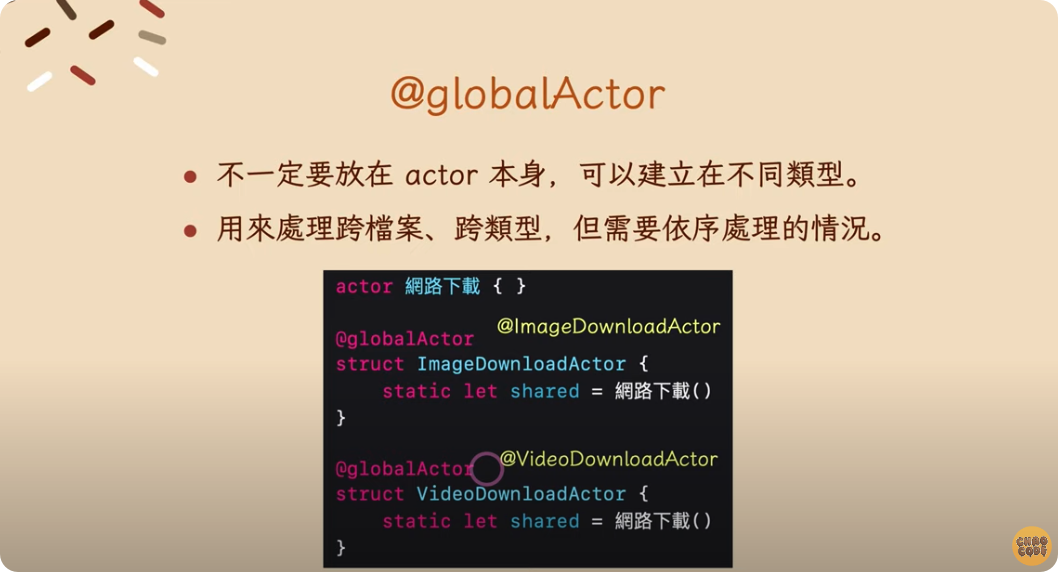 @globalActor
不一定要放在 actor 本身，可以建立在不同類型。
用來處理跨檔案、跨類型，但需要依序處理的情況。
actor 網路下載 { }
@ImageDownloadActor
@globalActor
struct ImageDownloadActor {
static let shared = 網路下載()
}
@VideoDownloadActor
@globalActor
struct VideoDownloadActor {
static let shared = 網路下載()
}
CHAO
CODE